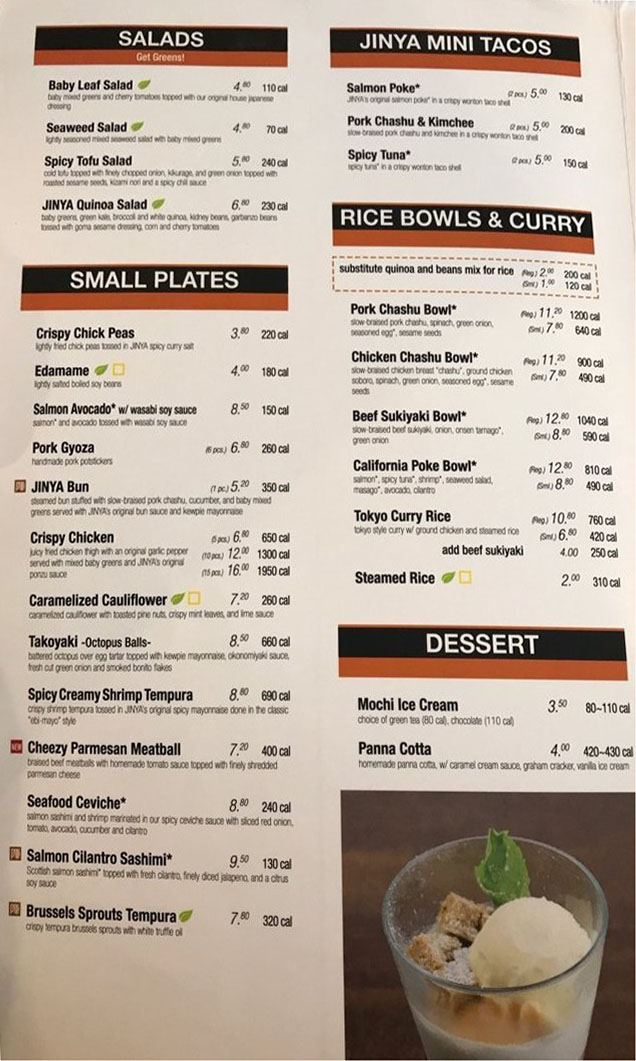 SALADS
Get Greens!
Baby Leaf Salad 4.80 110 cal
baby mixed greens and cherry tomatoes topped with our original house japanese
dressing
Seaweed Salad 4.80 70 cal
lightly seasoned mixed seaweed salad with baby mixed greens
Spicy Tofu Salad 5.80 240 cal
cold tofu topped with finely chopped onion, kikurage, and green onion topped with
roasted sesame seeds, kizami nori and a spicy chili sauce
JINYA Quinoa Salad 6.80 230 cal
baby greens, green kale, broccoli and white quinoa, kidney beans, garbanzo beans
tossed with goma sesame dressing, corn and cherry tomatoes
SMALL PLATES
Crispy Chick Peas 3.80 220 cal
lightly fried chick peas tossed in JINYA spicy curry salt
Edamame 4.00 180 cal
lightly salted boiled soy beans
Salmon Avocado* w/ wasabi soy sauce 8.50 150 cal
salmon* and avocado tossed with wasabi soy sauce
Pork Gyoza (6 pcs.) 6.80 260 cal
handmade pork potstickers
JINYA Bun (1 pc.) 5.20 350 cal
steamed bun stuffed with slow-braised pork chashu, cucumber, and baby mixed
greens served with JINYA's original bun sauce and kewpie mayonnaise
Crispy Chicken (5 pcs.) 6.80 650 cal
juicy fried chicken thigh with an original garlic pepper (10 pcs.) 12.00 1300 cal
served with mixed baby greens and JINYA's original
ponzu sauce (15 pcs.) 16.00 1950 cal
Caramelized Cauliflower 7.20 260 cal
caramelized cauliflower with toasted pine nuts, crispy mint leaves, and lime sauce
Takoyaki -Octopus Balls- 8.50 660 cal
battered octopus over egg tartar topped with kewpie mayonnaise, okonomiyaki sauce,
fresh cut green onion and smoked bonito flakes
Spicy Creamy Shrimp Tempura 8.80 690 cal
crispy shrimp tempura tossed in JINYA's original spicy mayonnaise done in the classic
"ebi-mayo" style
NEW Cheezy Parmesan Meatball 7.20 400 cal
braised beef meatballs with homemade tomato sauce topped with finely shredded
parmesan cheese
Seafood Ceviche* 8.80 240 cal
salmon sashimi and shrimp marinated in our spicy ceviche sauce with sliced red onion,
tomato, avocado, cucumber and cilantro
Salmon Cilantro Sashimi* 9.50 130 cal
Scottish salmon sashimi* topped with fresh cilantro, finely diced jalapeno, and a citrus
soy sauce
Brussels Sprouts Tempura 7.80 320 cal
crispy tempura brussels sprouts with white truffle oil
JINYA MINI TACOS
Salmon Poke* (2 pcs.) 5.00 130 cal
JINYA's original salmon poke* in a crispy wonton taco shell
Pork Chashu & Kimchee (2 pcs.) 5.00 200 cal
slow-braised pork chashu and kimchee in a crispy wonton taco shell
Spicy Tuna* (2 pcs.) 5.00 150 cal
spicy tuna* in a crispy wonton taco shell
RICE BOWLS & CURRY
substitute quinoa and beans mix for rice (Reg.) 2.00 200 cal
(Sml.) 1.00 120 cal
Pork Chashu Bowl* (Reg.) 11.20 1200 cal
slow-braised pork chashu, spinach, green onion, (Sml.) 7.80 640 cal
seasoned egg*, sesame seeds
Chicken Chashu Bowl* (Reg.) 11.20 900 cal
slow-braised chicken breast "chashu", ground chicken (Sml.) 7.80 490 cal
soboro, spinach, green onion, seasoned egg*, sesame
seeds
Beef Sukiyaki Bowl* (Reg.) 12.80 1040 cal
slow-braised beef sukiyaki, onion, onsen tamago*, (Sml.) 8.80 590 cal
green onion
California Poke Bowl* (Reg.) 12.80 810 cal
salmon*, spicy tuna*, shrimp*, seaweed salad, (Sml.) 8.80 490 cal
masago*, avocado, cilantro
Tokyo Curry Rice (Reg.) 10.80 760 cal
tokyo style curry w/ ground chicken and steamed rice (Sml.) 6.80 420 cal
add beef sukiyaki 4.00 250 cal
Steamed Rice 2.00 310 cal
DESSERT
Mochi Ice Cream 3.50 80~110 cal
choice of green tea (80 cal), chocolate (110 cal)
Panna Cotta 4.00 420~430 cal
homemade panna cotta, w/ caramel cream sauce, graham cracker, vanilla ice cream